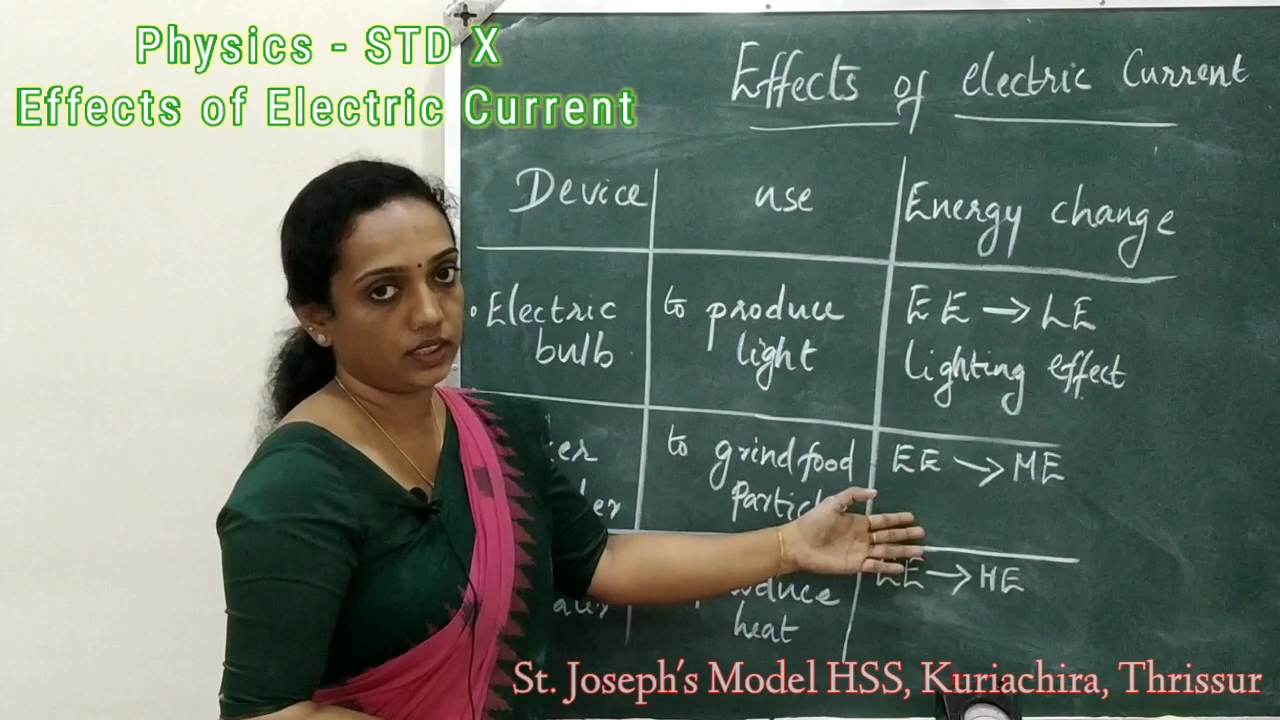 Physics - STD X
Effects of Electric Current
Effects of electric Current
Device use Energy change
Electric bulb
to produce light
EE → LE
lighting effect
to grind food
EE → ME
heat
EE → HE
St. Joseph's Model HSS, Kuriachira, Thrissur